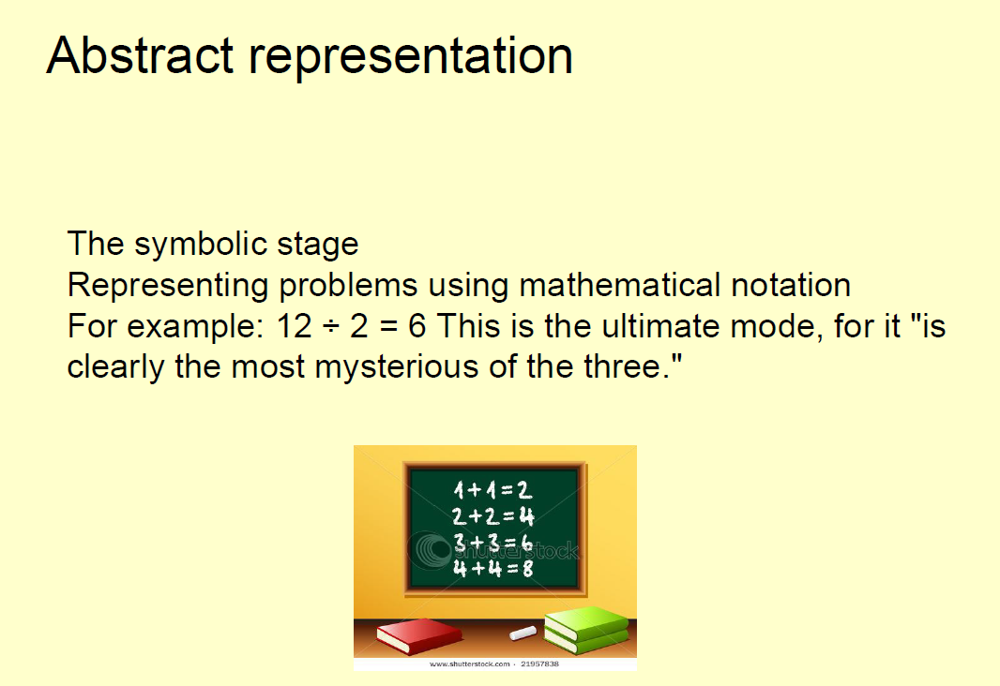 Abstract representation
The symbolic stage
Representing problems using mathematical notation
For example: 12 ÷ 2 = 6 This is the ultimate mode, for it "is
clearly the most mysterious of the three."
1+1=2
2+2=4
3+3=6
shutterstock
4+4=8
www.shutterstock.com · 21957838